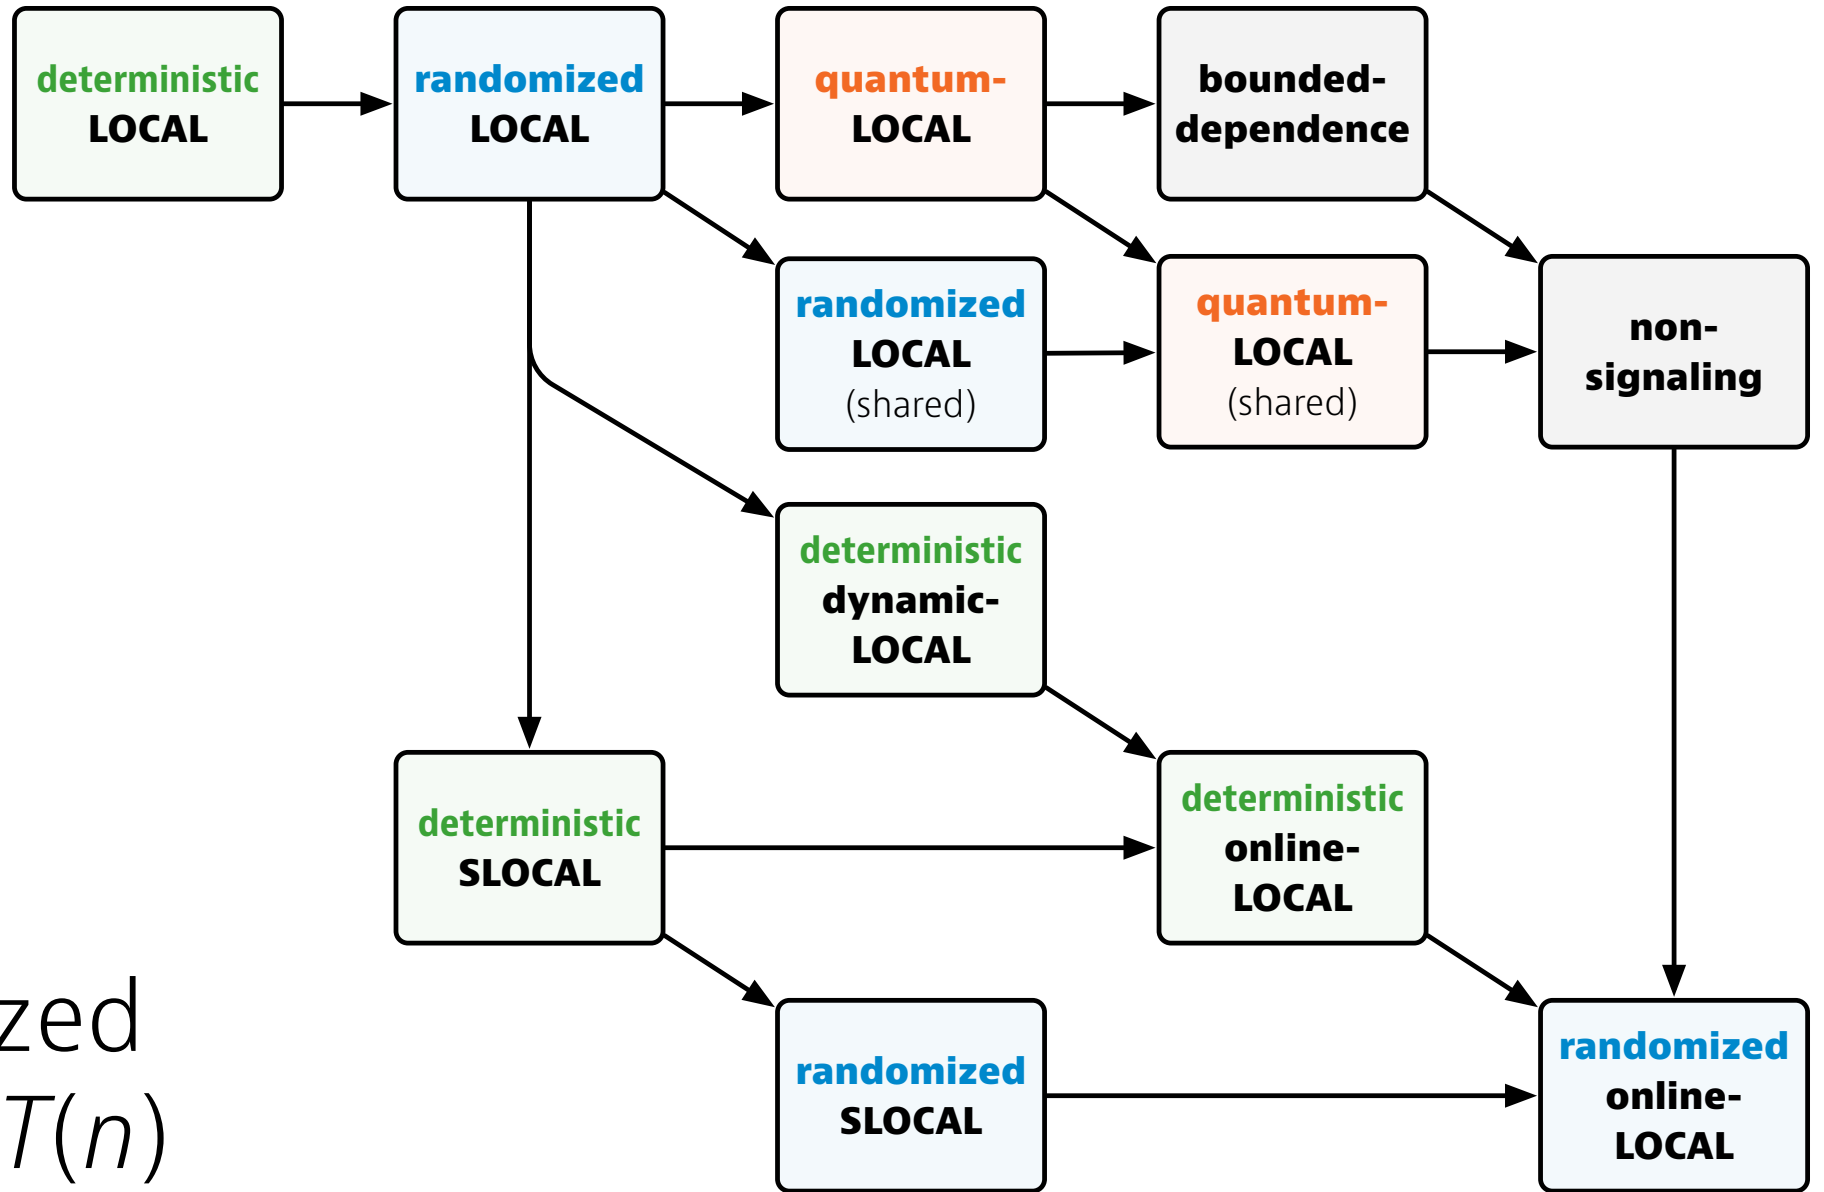 deterministic
LOCAL
randomized
LOCAL
quantum-
LOCAL
bounded-
dependence
randomized
LOCAL
(shared)
quantum-
LOCAL
(shared)
non-
signaling
deterministic
dynamic-
LOCAL
deterministic
SLOCAL
deterministic
online-
LOCAL
zed
T(n)
randomized
SLOCAL
randomized
online-
LOCAL